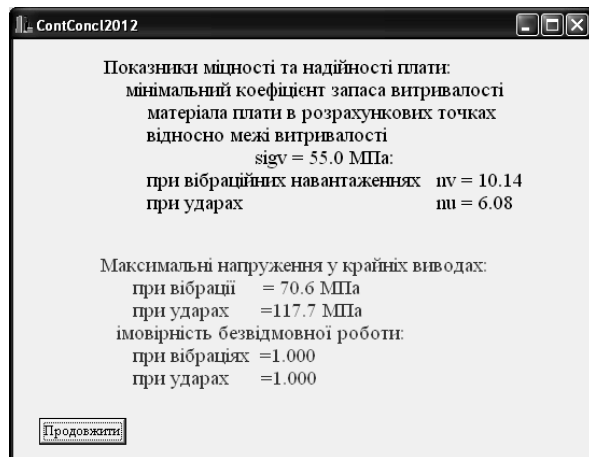 ContConcl2012
Показники міцності та надійності плати:
мінімальний коефіцієнт запаса витривалості
матеріала плати в розрахункових точках
відносно межі витривалості
sigv = 55.0 МПа:
при вібраційних навантаженнях nv = 10.14
при ударах nu = 6.08
Максимальні напруження у крайніх виводах:
при вібрації = 70.6 МПа
при ударах =117.7 МПа
імовірність безвідмовної роботи:
при вібраціях =1.000
при ударах =1.000
Продовжити